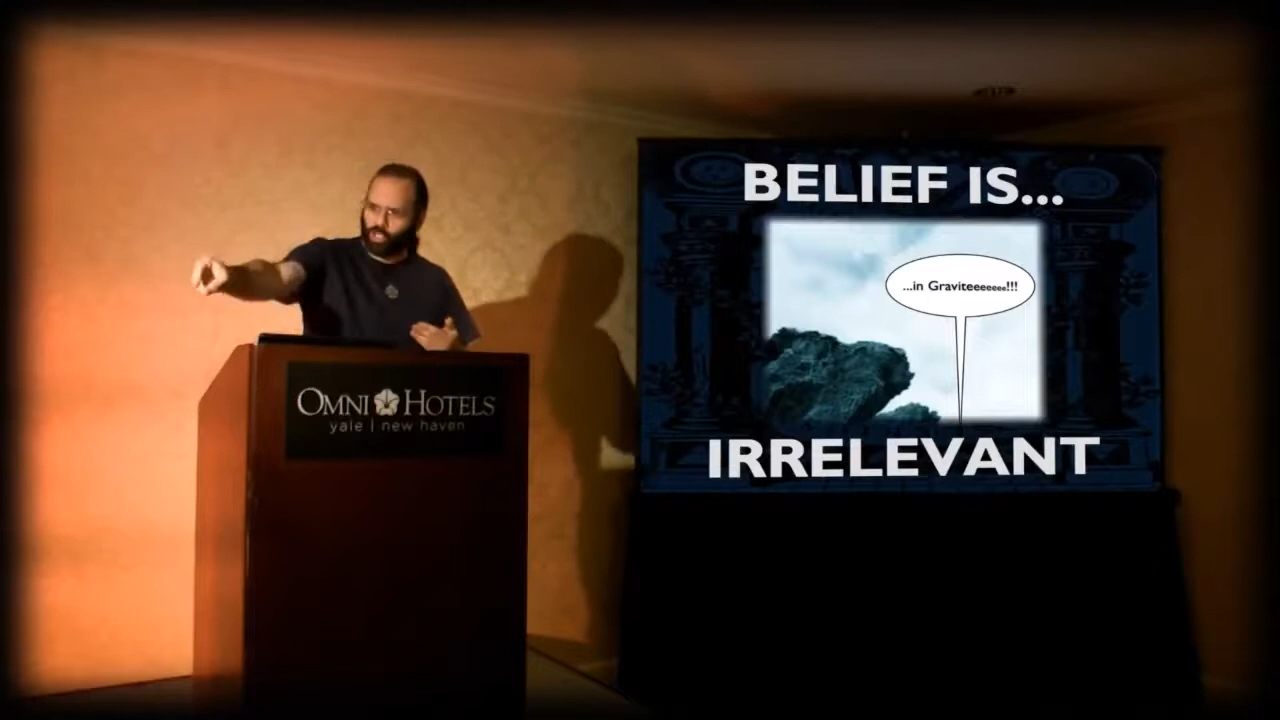 BELIEF IS...
...in Graviteeeeeee!!!
IRRELEVANT
OMNI HOTELS
yale | new haven